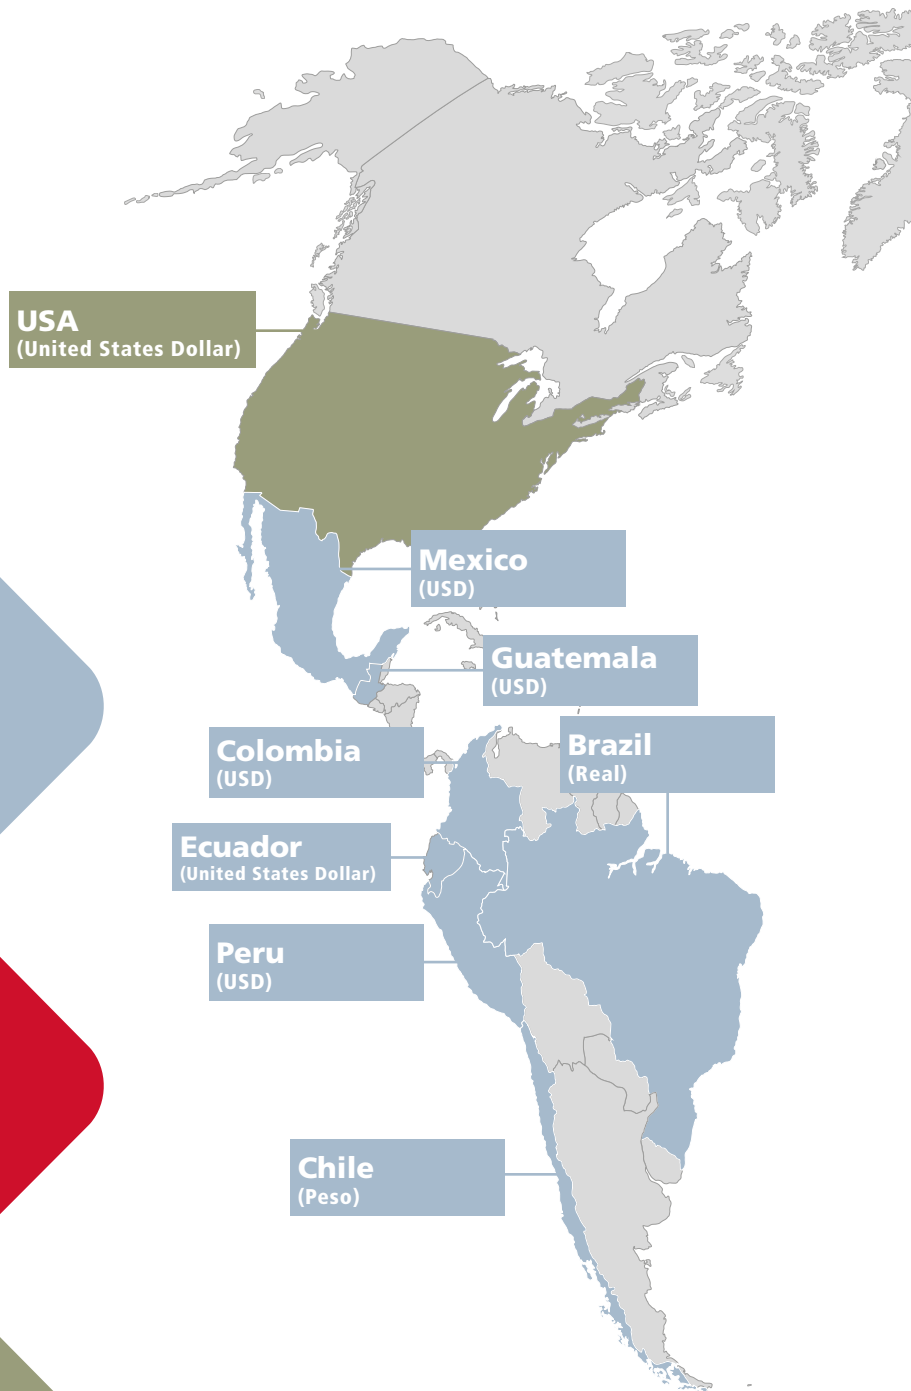 USA
(United States Dollar)
Mexico
(USD)
Guatemala
(USD)
Colombia
(USD)
Brazil
(Real)
Ecuador
(United States Dollar)
Peru
(USD)
Chile
(Peso)